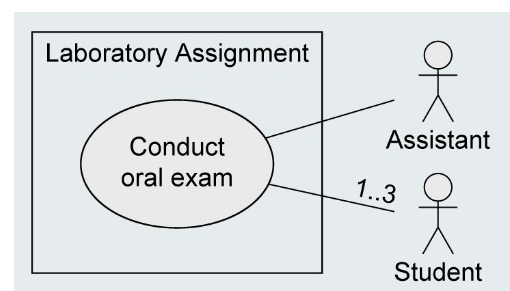 Laboratory Assignment
Conduct
oral exam
Assistant
1..3
Student